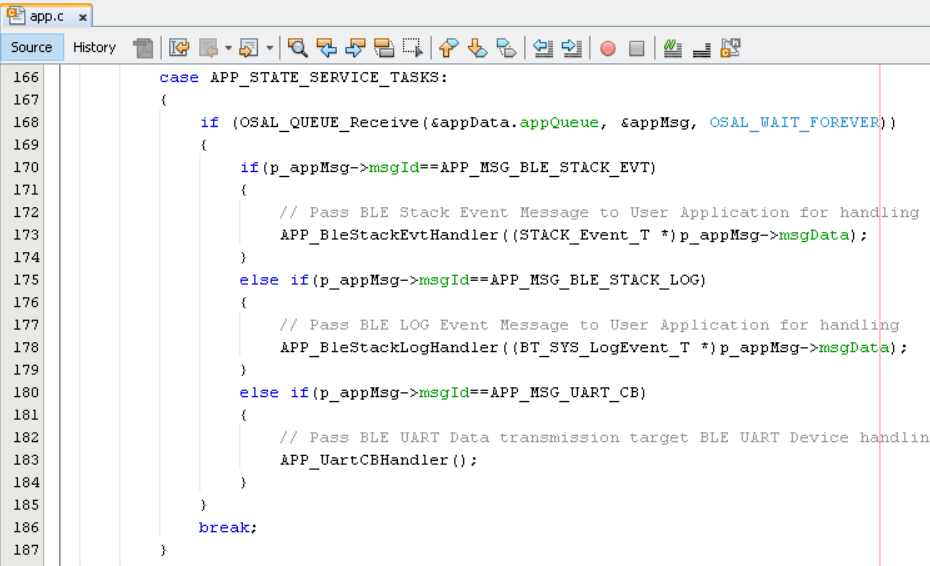 app.c
Source History
166 case APP_STATE_SERVICE_TASKS:
167 {
168 if (OSAL_QUEUE_Receive(&appData.appQueue, &appMsg, OSAL_WAIT_FOREVER))
169 {
170 if(p_appMsg->msgId==APP_MSG_BLE_STACK_EVT)
171 {
172 // Pass BLE Stack Event Message to User Application for handling
173 APP_BleStackEvtHandler((STACK_Event_T *)p_appMsg->msgData);
174 }
175 else if(p_appMsg->msgId==APP_MSG_BLE_STACK_LOG)
176 {
177 // Pass BLE LOG Event Message to User Application for handling
178 APP_BleStackLogHandler((BT_SYS_LogEvent_T *)p_appMsg->msgData);
179 }
180 else if(p_appMsg->msgId==APP_MSG_UART_CB)
181 {
182 // Pass BLE UART Data transmission target BLE UART Device handlin
183 APP_UartCBHandler();
184 }
185 }
186 break;
187 }